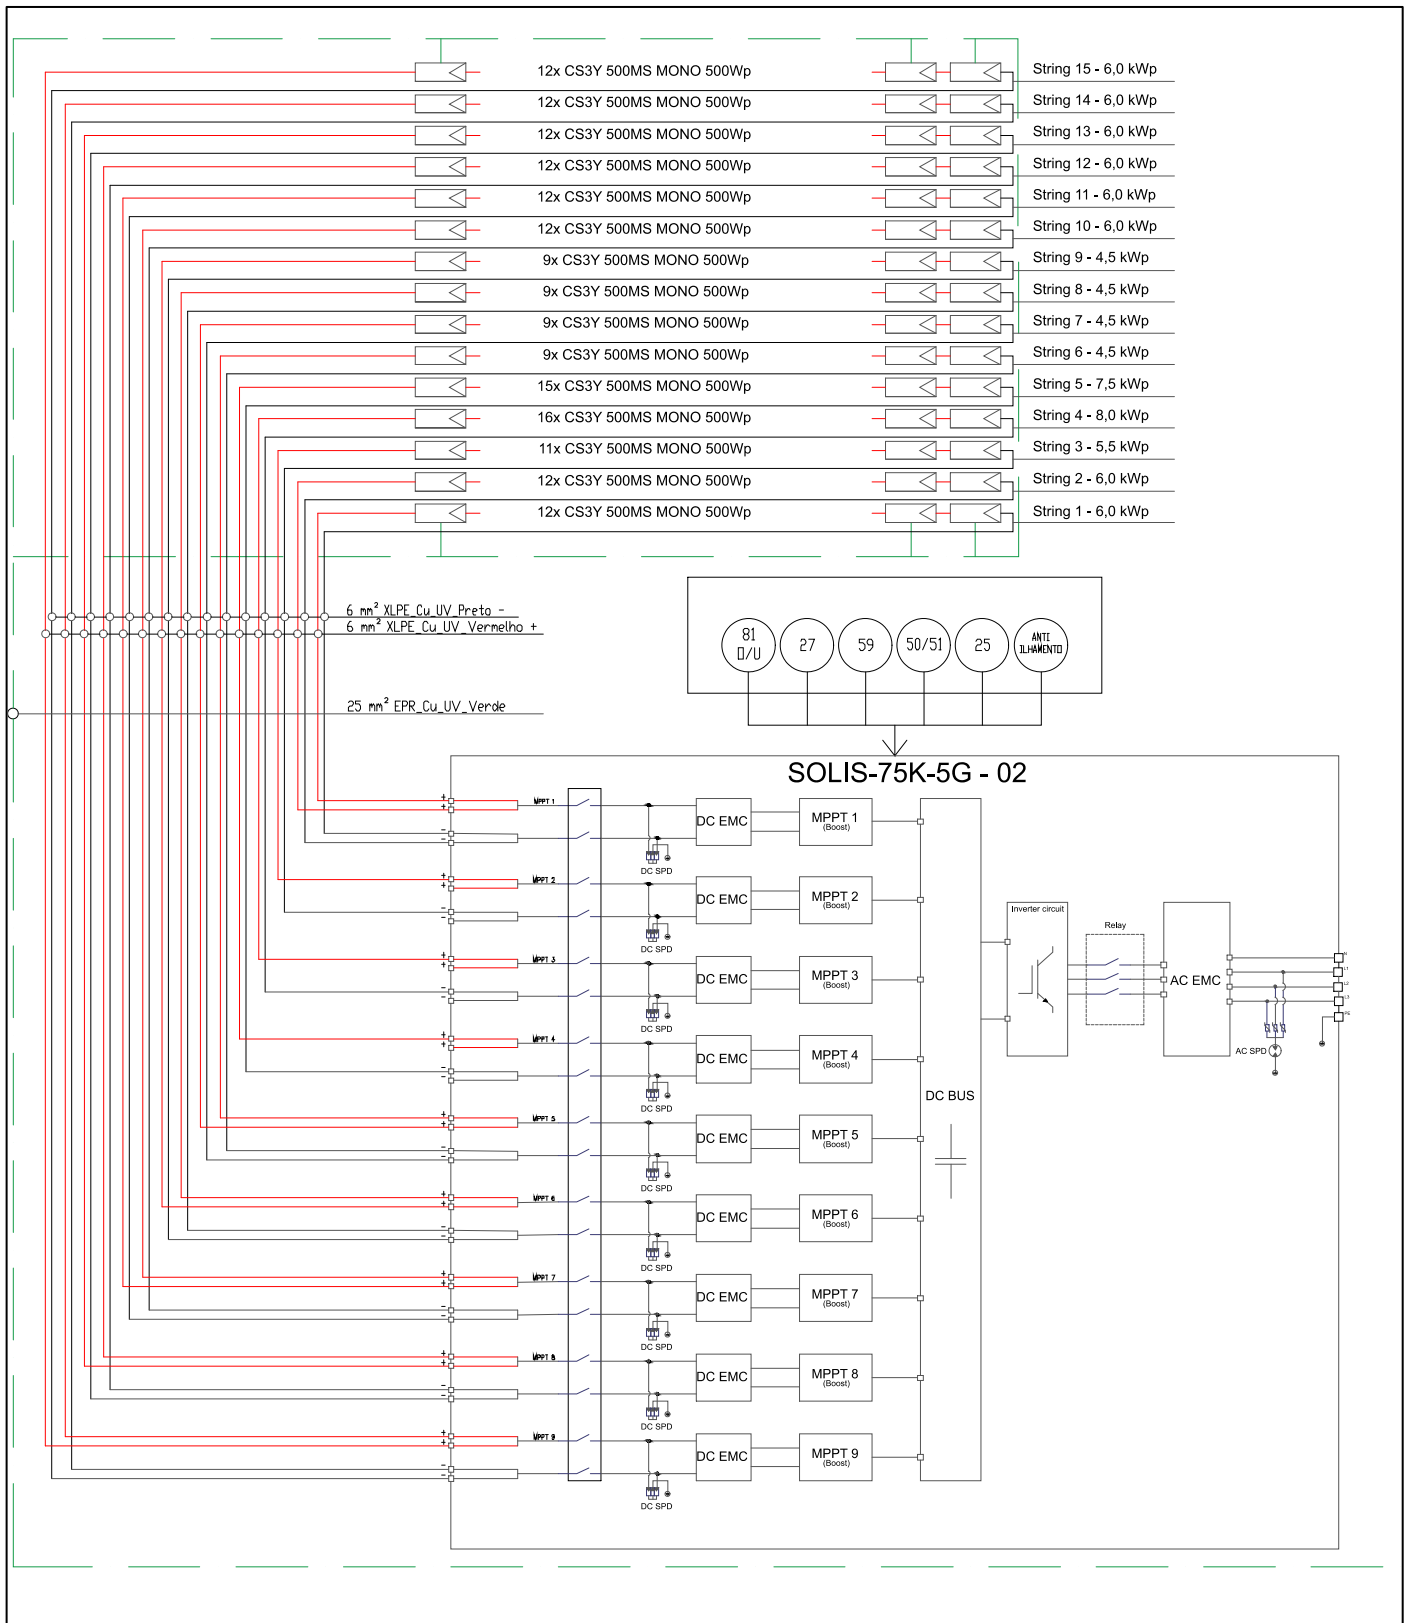 12x CS3Y 500MS MONO 500Wp String 15 - 6,0 kWp
12x CS3Y 500MS MONO 500Wp String 14 - 6,0 kWp
12x CS3Y 500MS MONO 500Wp String 13 - 6,0 kWp
12x CS3Y 500MS MONO 500Wp String 12 - 6,0 kWp
12x CS3Y 500MS MONO 500Wp String 11 - 6,0 kWp
12x CS3Y 500MS MONO 500Wp String 10 - 6,0 kWp
9x CS3Y 500MS MONO 500Wp String 9 - 4,5 kWp
9x CS3Y 500MS MONO 500Wp String 8 - 4,5 kWp
9x CS3Y 500MS MONO 500Wp String 7 - 4,5 kWp
9x CS3Y 500MS MONO 500Wp String 6 - 4,5 kWp
15x CS3Y 500MS MONO 500Wp String 5 - 7,5 kWp
16x CS3Y 500MS MONO 500Wp String 4 - 8,0 kWp
11x CS3Y 500MS MONO 500Wp String 3 - 5,5 kWp
12x CS3Y 500MS MONO 500Wp String 2 - 6,0 kWp
12x CS3Y 500MS MONO 500Wp String 1 - 6,0 kWp
6 mm² XLPE_Cu_UV_Preto -
6 mm² XLPE_Cu_UV_Vermelho +
25 mm² EPR_Cu_UV_Verde
81
O/U
27
59
50/51
25
ANTI
ILHAMENTO
SOLIS-75K-5G - 02
MPPT 1
DC EMC
MPPT 1
(Boost)
DC SPD
MPPT 2
DC EMC
MPPT 2
(Boost)
DC SPD
MPPT 3
DC EMC
MPPT 3
(Boost)
DC SPD
MPPT 4
DC EMC
MPPT 4
(Boost)
DC SPD
MPPT 5
DC EMC
MPPT 5
(Boost)
DC SPD
MPPT 6
DC EMC
MPPT 6
(Boost)
DC SPD
MPPT 7
DC EMC
MPPT 7
(Boost)
DC SPD
MPPT 8
DC EMC
MPPT 8
(Boost)
DC SPD
MPPT 9
DC EMC
MPPT 9
(Boost)
DC SPD
DC BUS
Inverter circuit
Relay
AC EMC
AC SPD
N
L1
L2
L3
PE